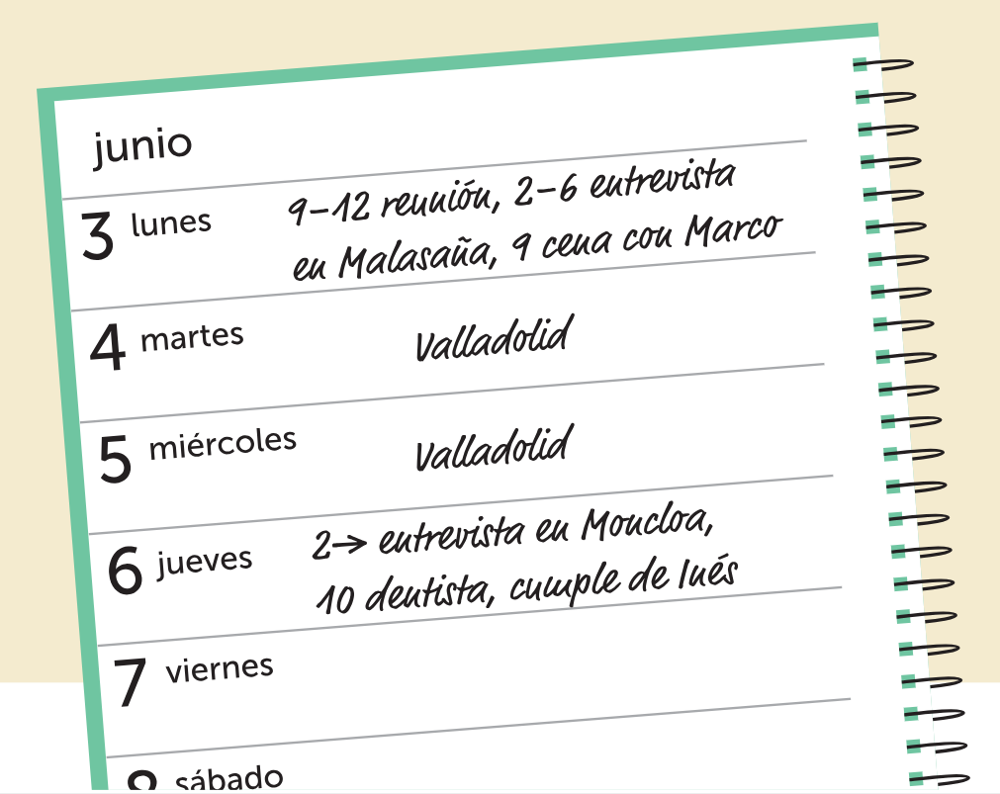 junio
3 lunes 9–12 reunión, 2–6 entrevista
en Malasaña, 9 cena con Marco
4 martes Valladolid
5 miércoles Valladolid
6 jueves 2→ entrevista en Moncloa,
10 dentista, cumple de Inés
7 viernes
8 sábado